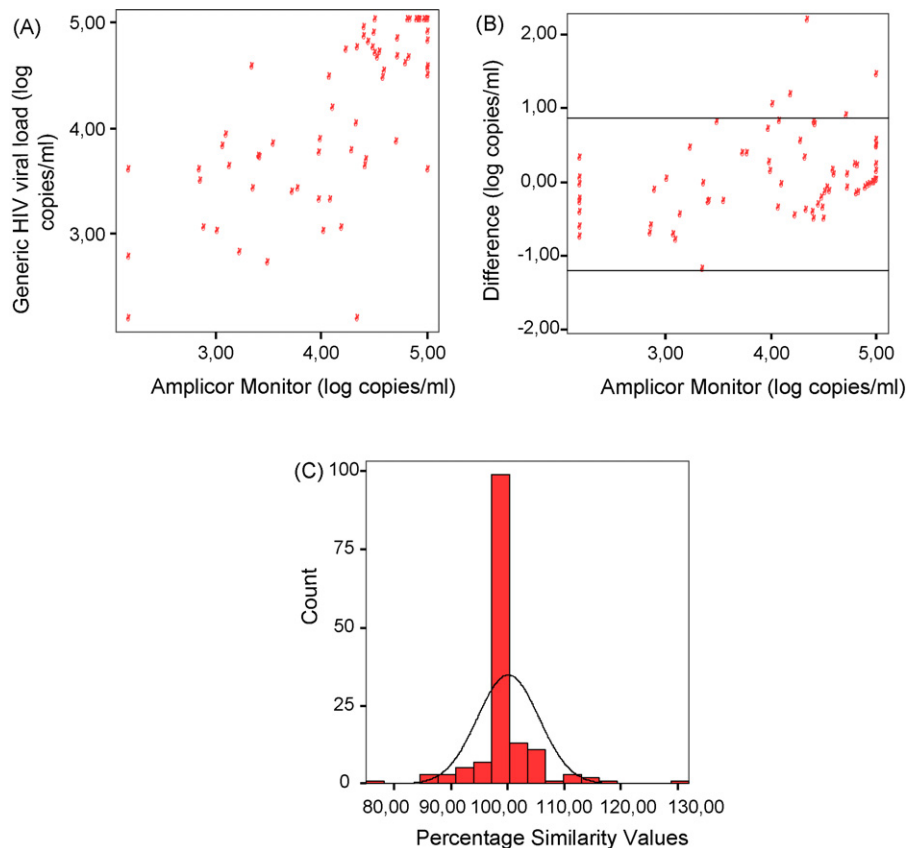 (A)
5,00
4,00
3,00
Generic HIV viral load (log
copies/ml)
3,00 4,00 5,00
Amplicor Monitor (log copies/ml)
(B)
2,00
1,00
0,00
-1,00
-2,00
Difference (log copies/ml)
3,00 4,00 5,00
Amplicor Monitor (log copies/ml)
(C)
100
75
50
25
0
Count
80,00 90,00 100,00 110,00 120,00 130,00
Percentage Similarity Values